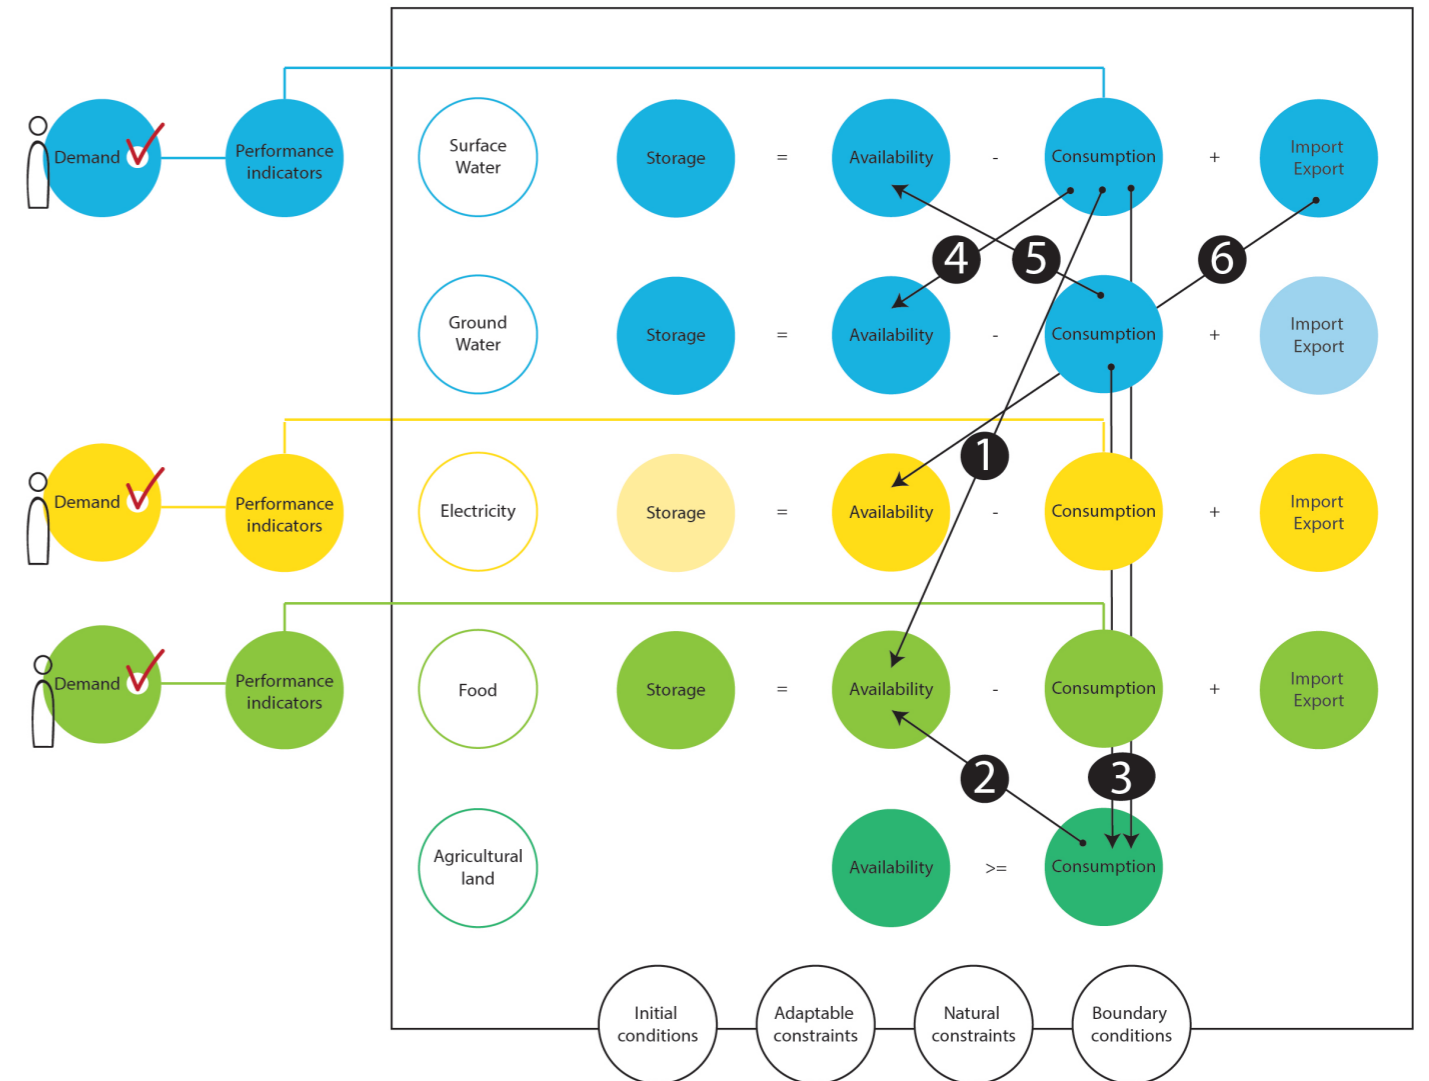 Demand
Performance
indicators
Surface
Water
Storage
=
Availability
-
Consumption
+
Import
Export
4
5
6
Ground
Water
Storage
=
Availability
-
Consumption
+
Import
Export
1
Demand
Performance
indicators
Electricity
Storage
=
Availability
-
Consumption
+
Import
Export
Demand
Performance
indicators
Food
Storage
=
Availability
-
Consumption
+
Import
Export
2
3
Agricultural
land
Availability
>=
Consumption
Initial
conditions
Adaptable
constraints
Natural
constraints
Boundary
conditions